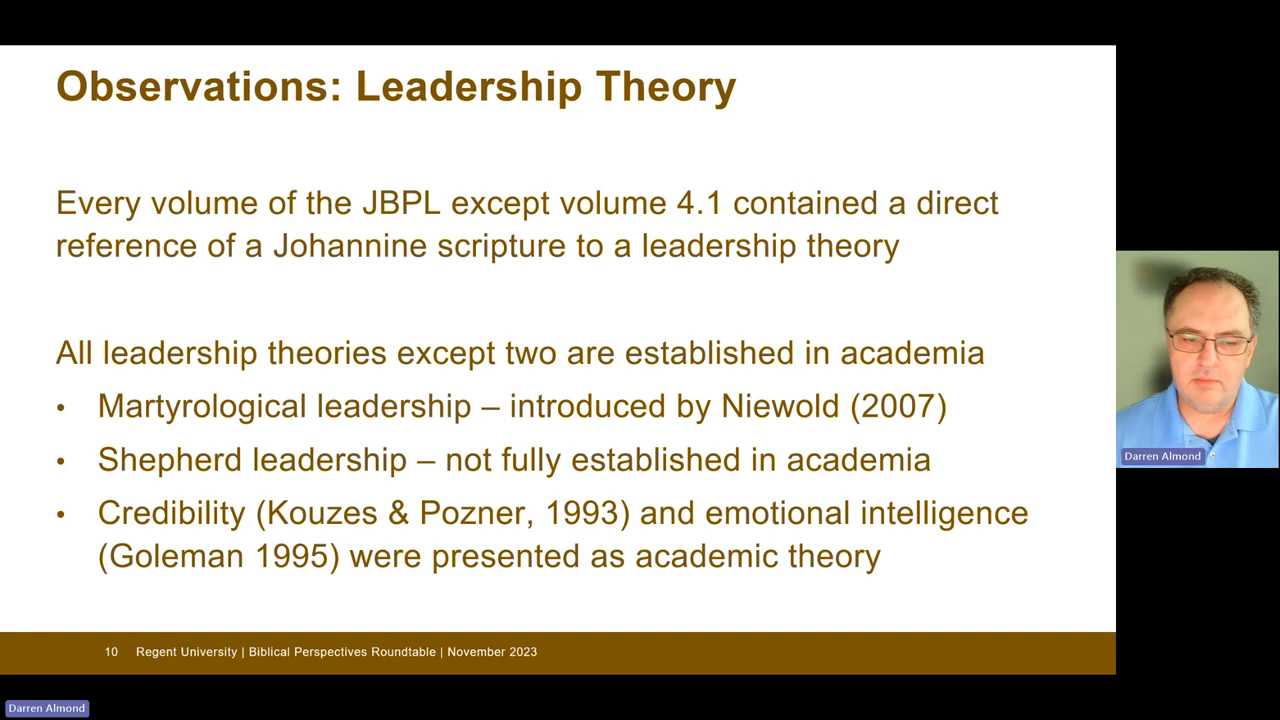 Observations: Leadership Theory
Every volume of the JBPL except volume 4.1 contained a direct
reference of a Johannine scripture to a leadership theory
All leadership theories except two are established in academia
• Martyrological leadership – introduced by Niewold (2007)
• Shepherd leadership – not fully established in academia
• Credibility (Kouzes & Pozner, 1993) and emotional intelligence
(Goleman 1995) were presented as academic theory
10 Regent University | Biblical Perspectives Roundtable | November 2023
Darren Almond
Darren Almond